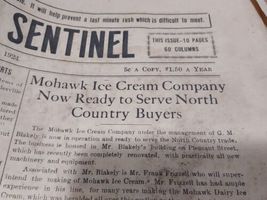 It will help prevent a last minute rush which is difficult to meet.
SENTINEL
THIS ISSUE-10 PAGES
60 COLUMNS
1924.
5c A COPY, $1.50 A YEAR
Mohawk Ice Cream Company
Now Ready to Serve North
Country Buyers
The Mohawk Ice Cream Company under the management of G. M.
Blakely is now in operation and ready to serve the North Country trade.
The business is housed in Mr. Blakely's building on Pleasant Street,
which has recently been completely renovated, with practically all new
machinery and equipment.
Associated with Mr. Blakely is Mr. Frank Frizzell who will super-
intend the making of Mohawk Ice Cream. Mr. Frizzell has had ample
experience in his line, for many years making the Mohawk Dairy Ice